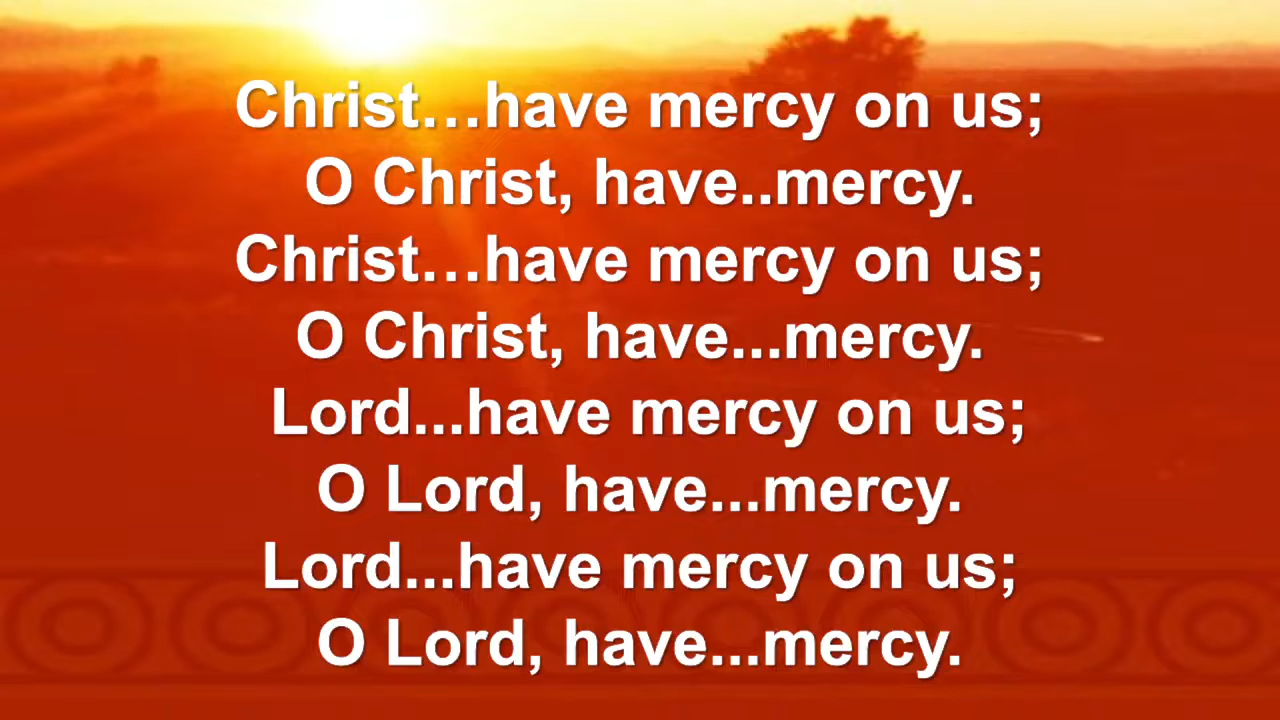 Christ…have mercy on us;
O Christ, have..mercy.
Christ…have mercy on us;
O Christ, have...mercy.
Lord...have mercy on us;
O Lord, have...mercy.
Lord...have mercy on us;
O Lord, have...mercy.